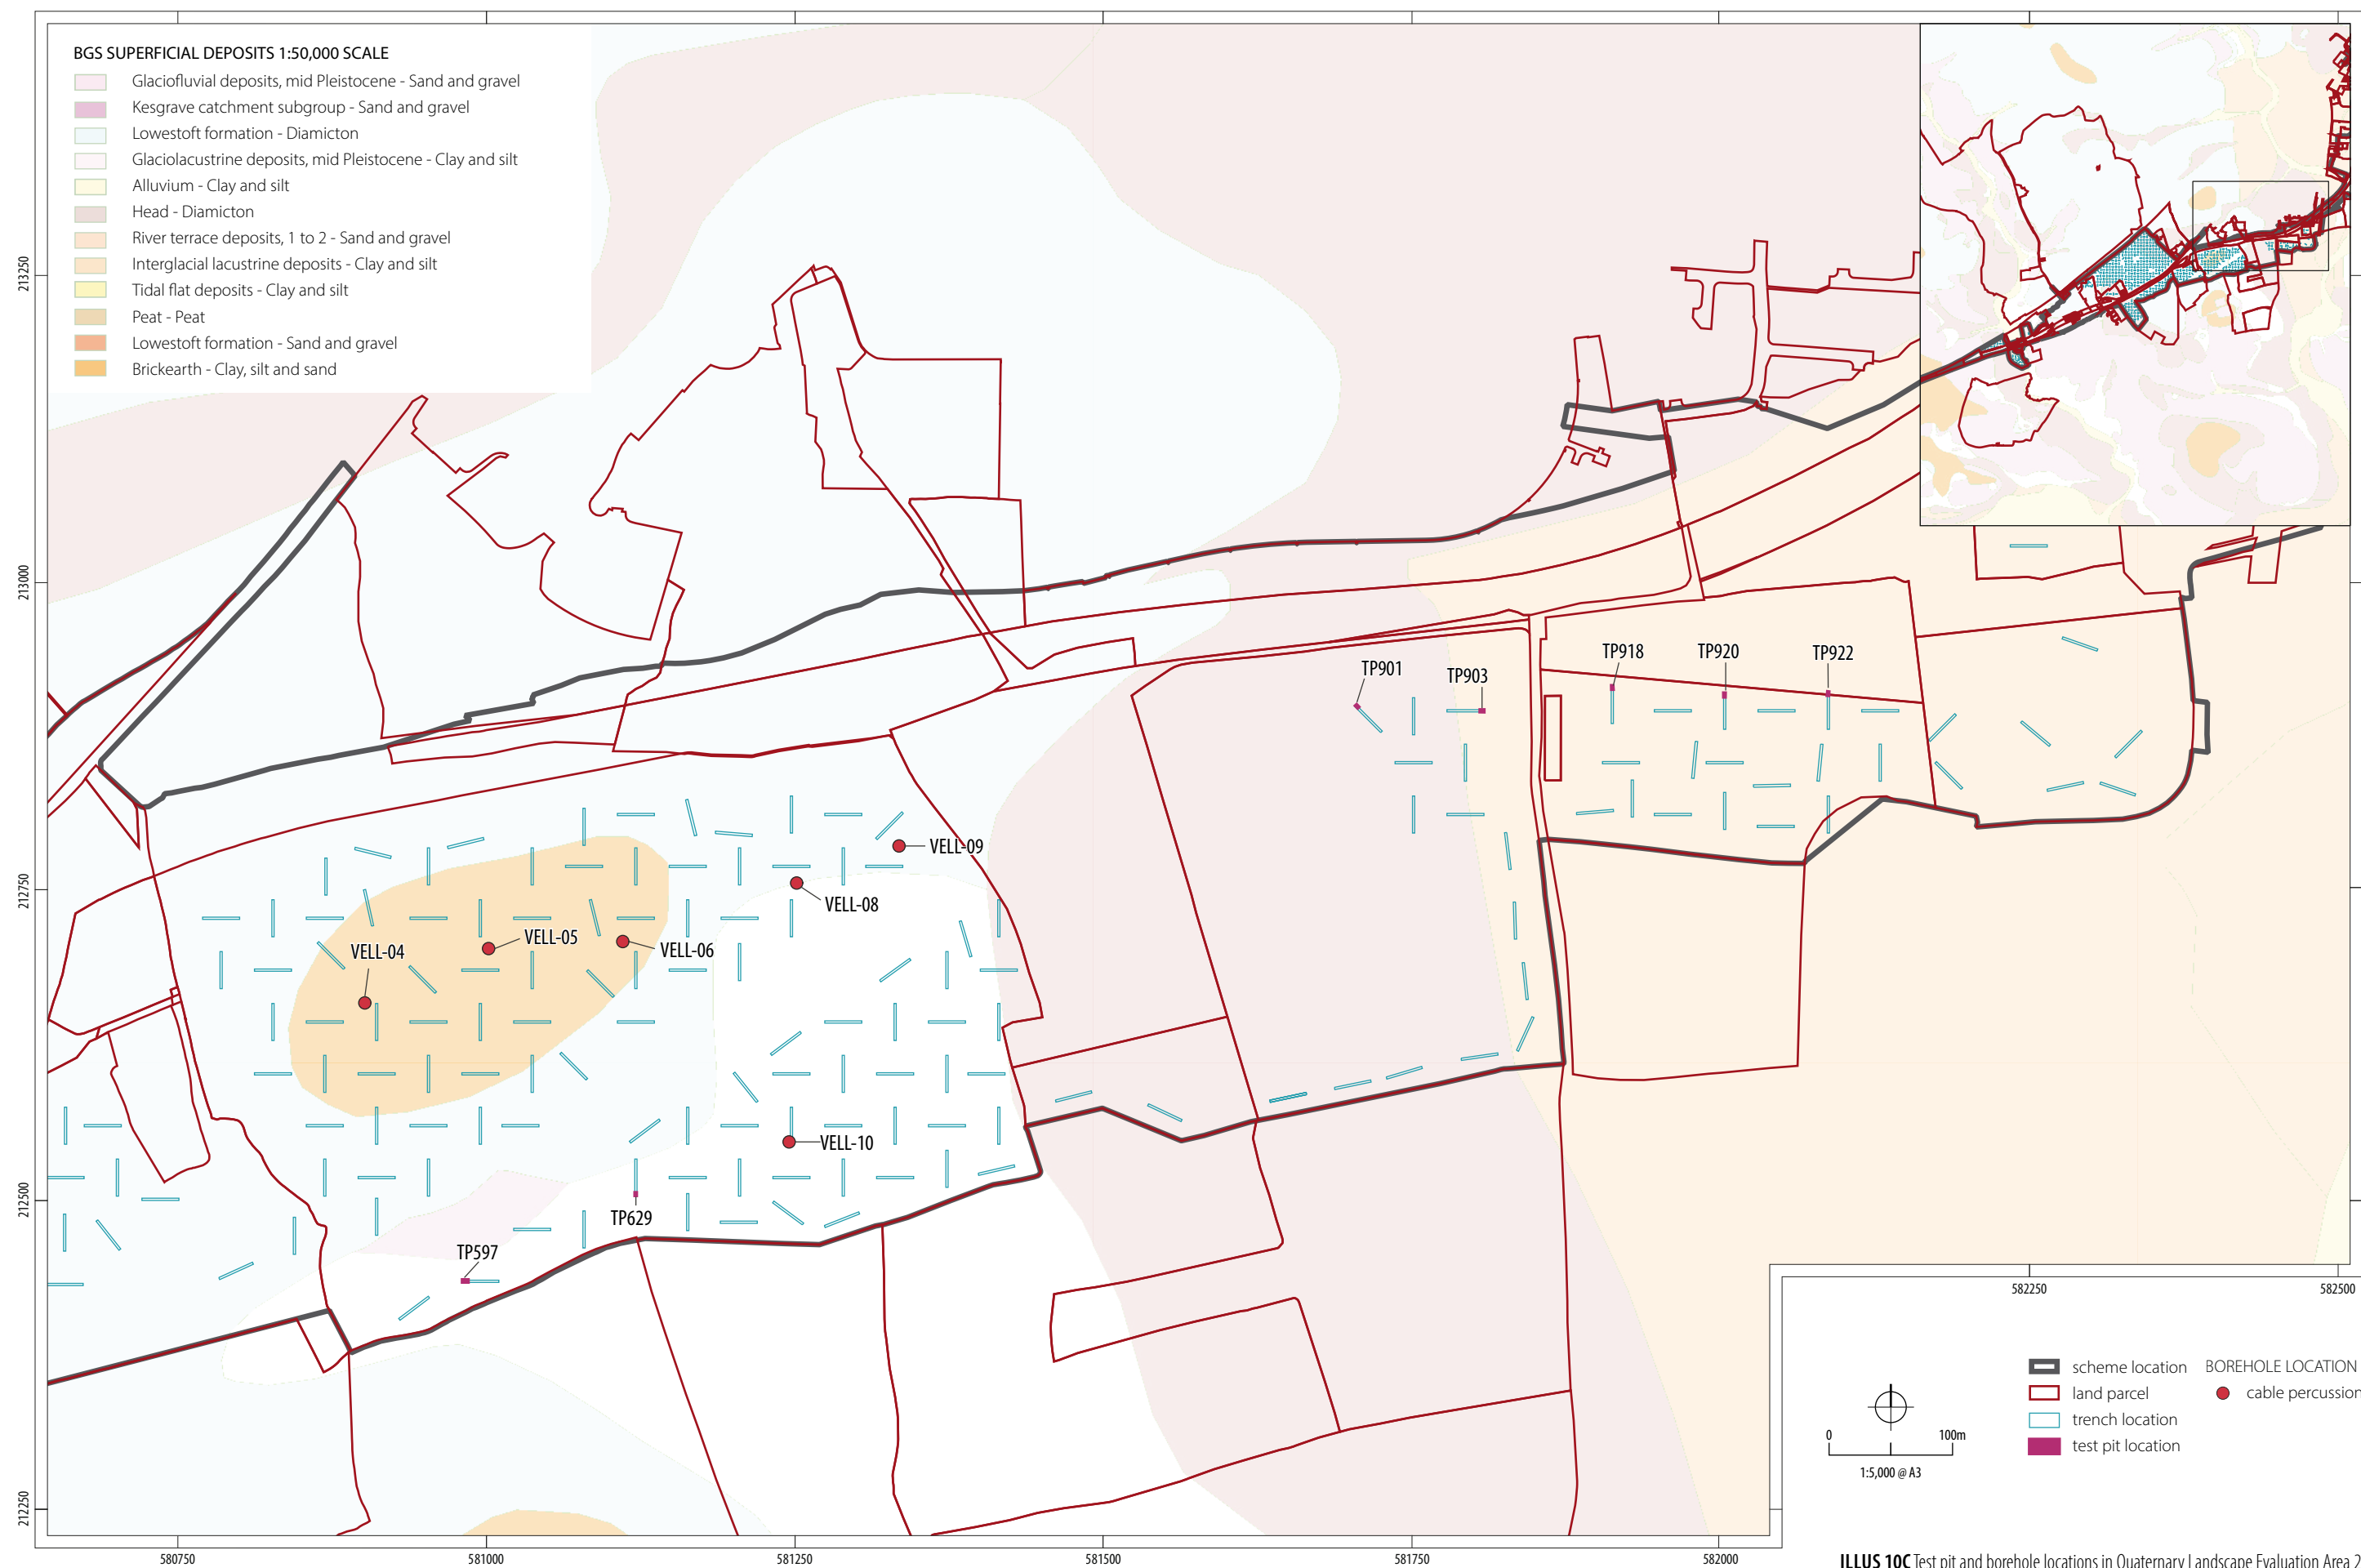 BGS SUPERFICIAL DEPOSITS 1:50,000 SCALE
Glaciofluvial deposits, mid Pleistocene - Sand and gravel
Kesgrave catchment subgroup - Sand and gravel
Lowestoft formation - Diamicton
Glaciolacustrine deposits, mid Pleistocene - Clay and silt
Alluvium - Clay and silt
Head - Diamicton
River terrace deposits, 1 to 2 - Sand and gravel
Interglacial lacustrine deposits - Clay and silt
Tidal flat deposits - Clay and silt
Peat - Peat
Lowestoft formation - Sand and gravel
Brickearth - Clay, silt and sand
213250
213000
212750
212500
212250
TP901
TP903
TP918
TP920
TP922
VELL-09
VELL-08
VELL-05
VELL-06
VELL-04
VELL-10
TP629
TP597
582250
582500
scheme location
land parcel
trench location
test pit location
BOREHOLE LOCATION
cable percussion
0
100m
1:5,000 @ A3
580750
581000
581250
581500
581750
582000
ILLUS 10C Test pit and borehole locations in Quaternary Landscape Evaluation Area 2